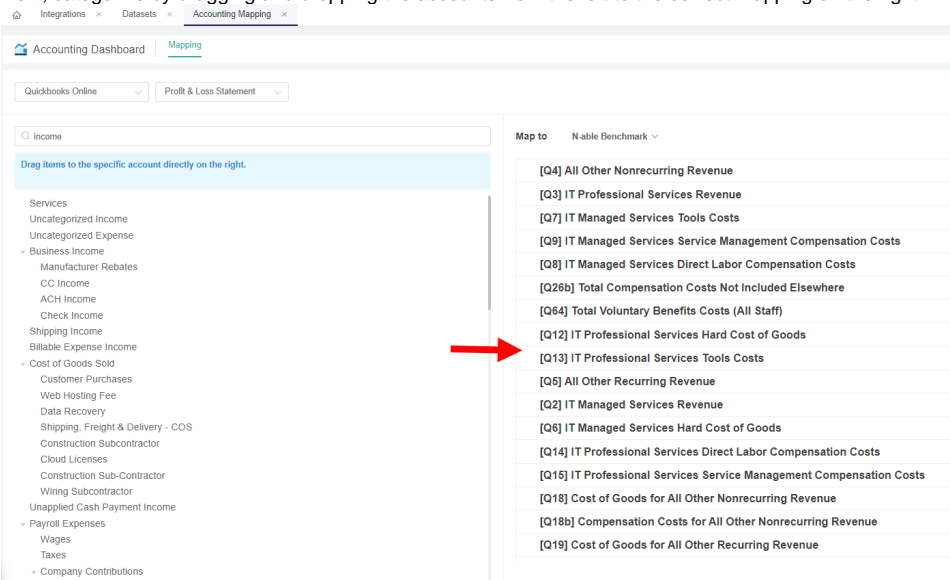 Integrations × Datasets × Accounting Mapping ×
Accounting Dashboard Mapping
Quickbooks Online Profit & Loss Statement
income
Drag items to the specific account directly on the right.
Services
Uncategorized Income
Uncategorized Expense
Business Income
Manufacturer Rebates
CC Income
ACH Income
Check Income
Shipping Income
Billable Expense Income
Cost of Goods Sold
Customer Purchases
Web Hosting Fee
Data Recovery
Shipping, Freight & Delivery - COS
Construction Subcontractor
Cloud Licenses
Construction Sub-Contractor
Wiring Subcontractor
Unapplied Cash Payment Income
Payroll Expenses
Wages
Taxes
Company Contributions
Map to N-able Benchmark
[Q4] All Other Nonrecurring Revenue
[Q3] IT Professional Services Revenue
[Q7] IT Managed Services Tools Costs
[Q9] IT Managed Services Service Management Compensation Costs
[Q8] IT Managed Services Direct Labor Compensation Costs
[Q26b] Total Compensation Costs Not Included Elsewhere
[Q64] Total Voluntary Benefits Costs (All Staff)
[Q12] IT Professional Services Hard Cost of Goods
[Q13] IT Professional Services Tools Costs
[Q5] All Other Recurring Revenue
[Q2] IT Managed Services Revenue
[Q6] IT Managed Services Hard Cost of Goods
[Q14] IT Professional Services Direct Labor Compensation Costs
[Q15] IT Professional Services Service Management Compensation Costs
[Q18] Cost of Goods for All Other Nonrecurring Revenue
[Q18b] Compensation Costs for All Other Nonrecurring Revenue
[Q19] Cost of Goods for All Other Recurring Revenue